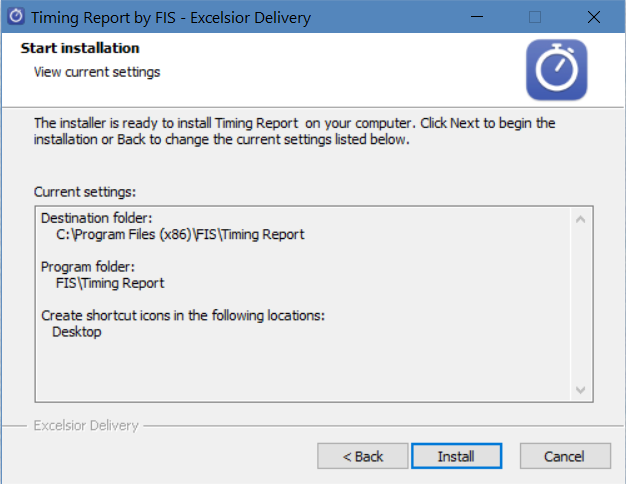 Timing Report by FIS - Excelsior Delivery
Start installation
View current settings
The installer is ready to install Timing Report  on your computer. Click Next to begin the
installation or Back to change the current settings listed below.
Current settings:
Destination folder:
C:\Program Files (x86)\FIS\Timing Report
Program folder:
FIS\Timing Report
Create shortcut icons in the following locations:
Desktop
Excelsior Delivery
< Back
Install
Cancel